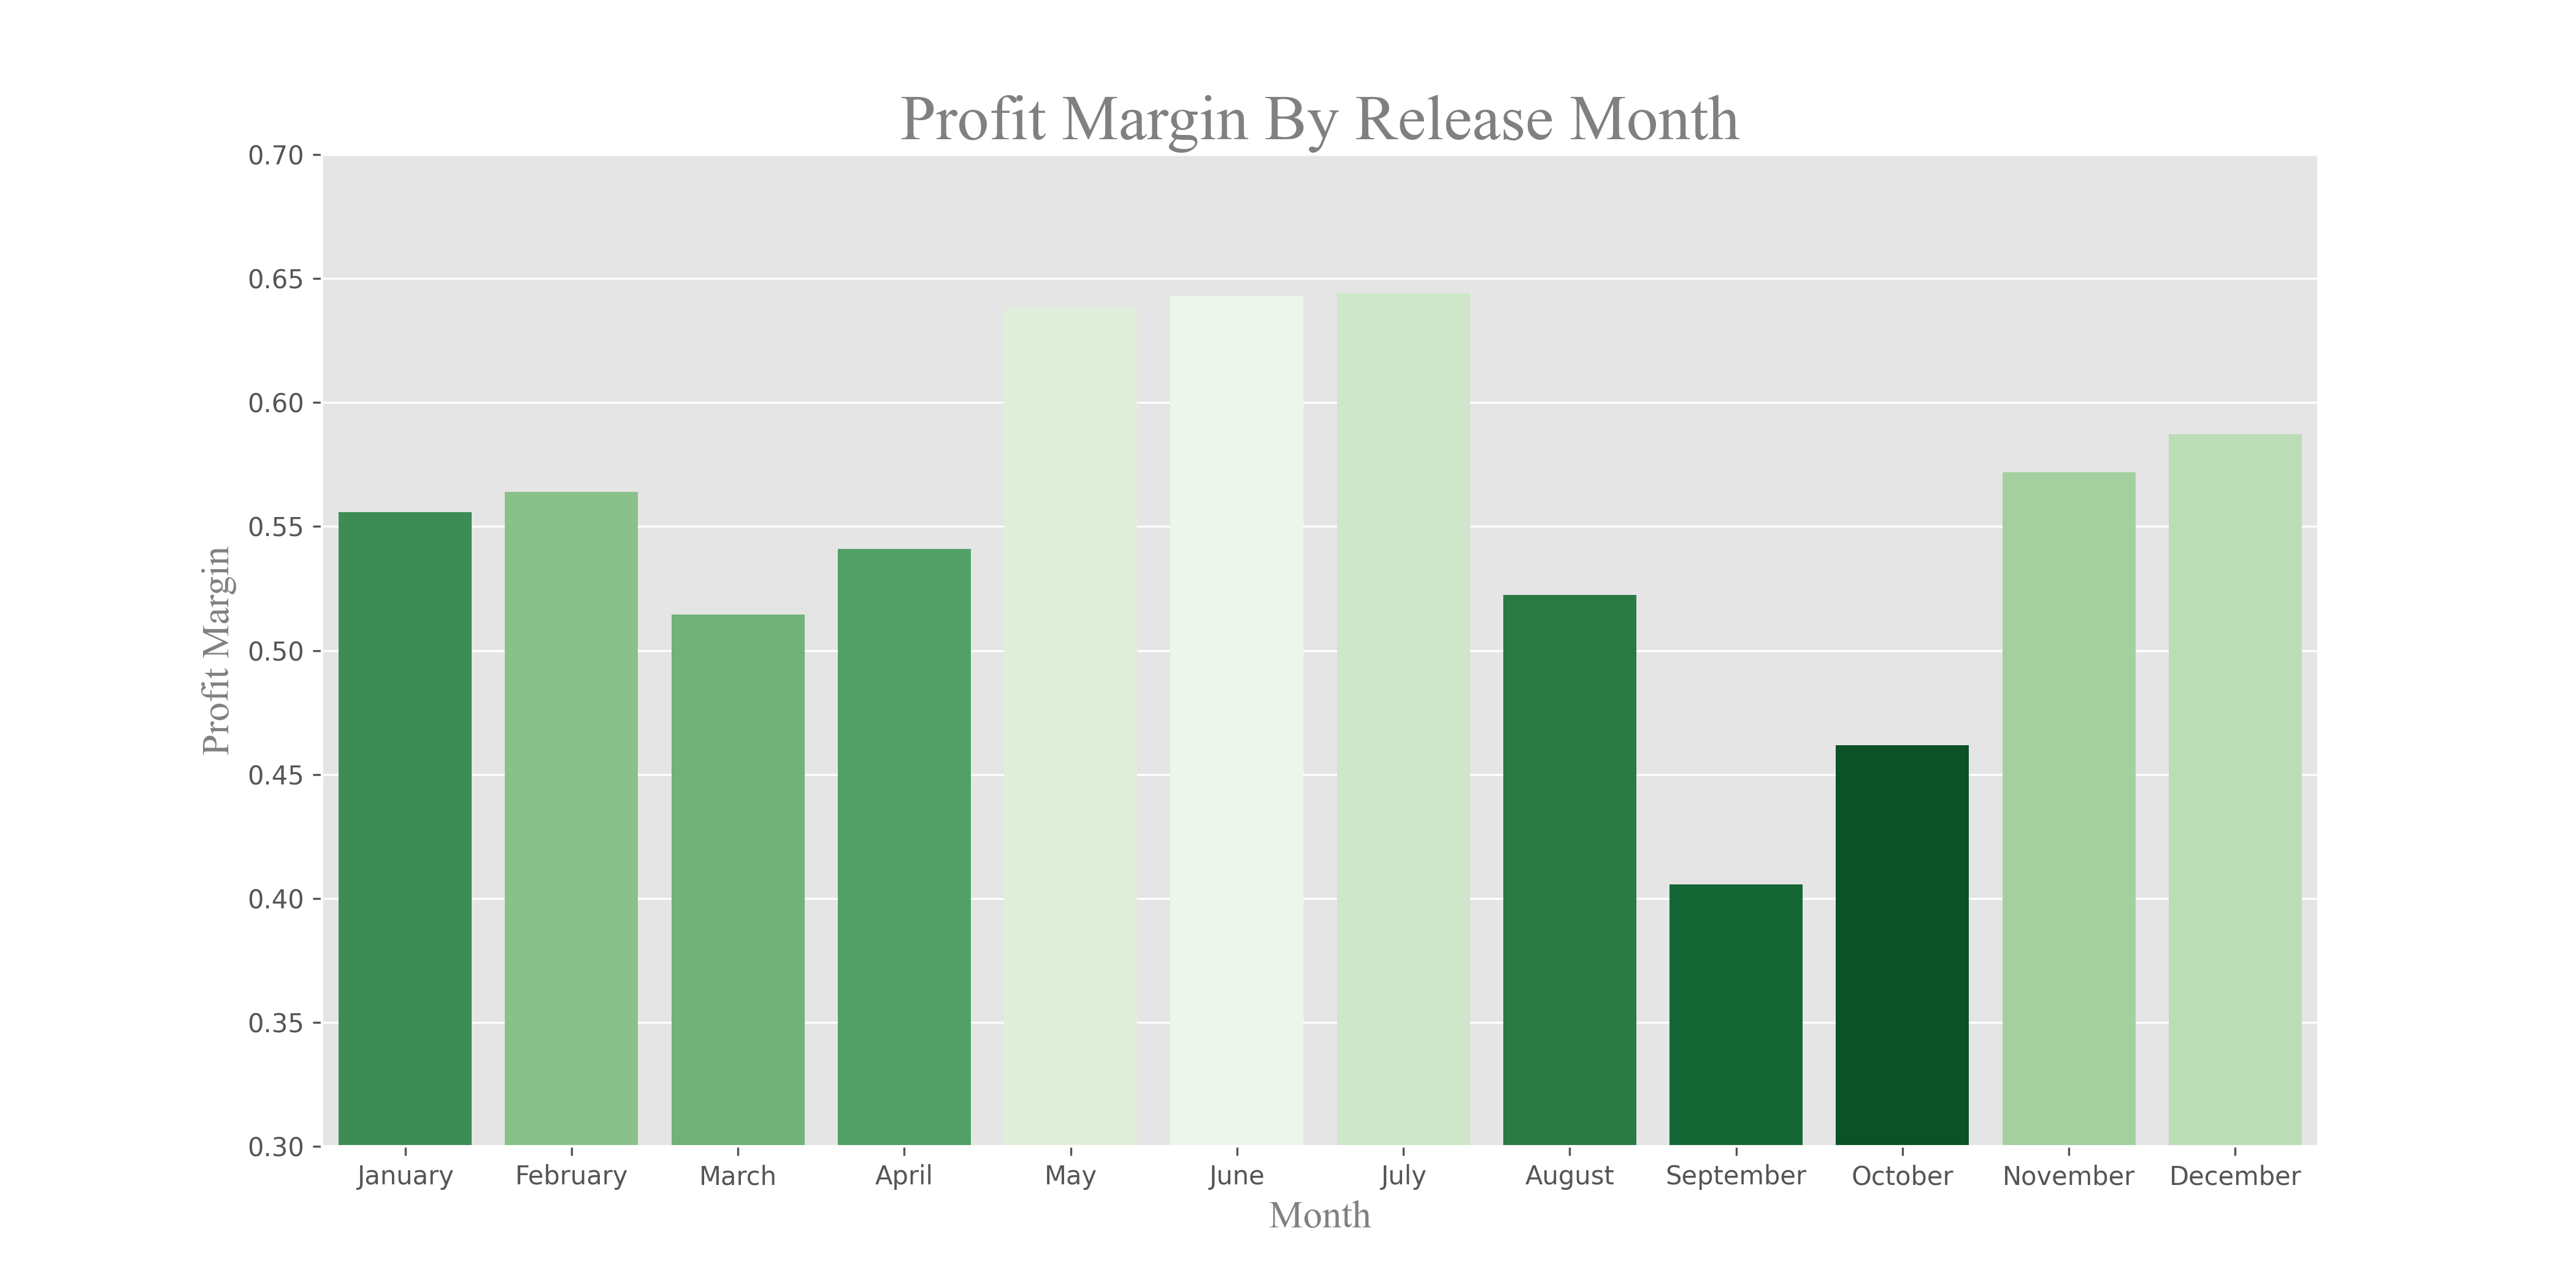 Profit Margin By Release Month
0.70
0.65
0.60
0.55
0.50
0.45
0.40
0.35
0.30
Profit Margin
January February March April May June July August September October November December
Month